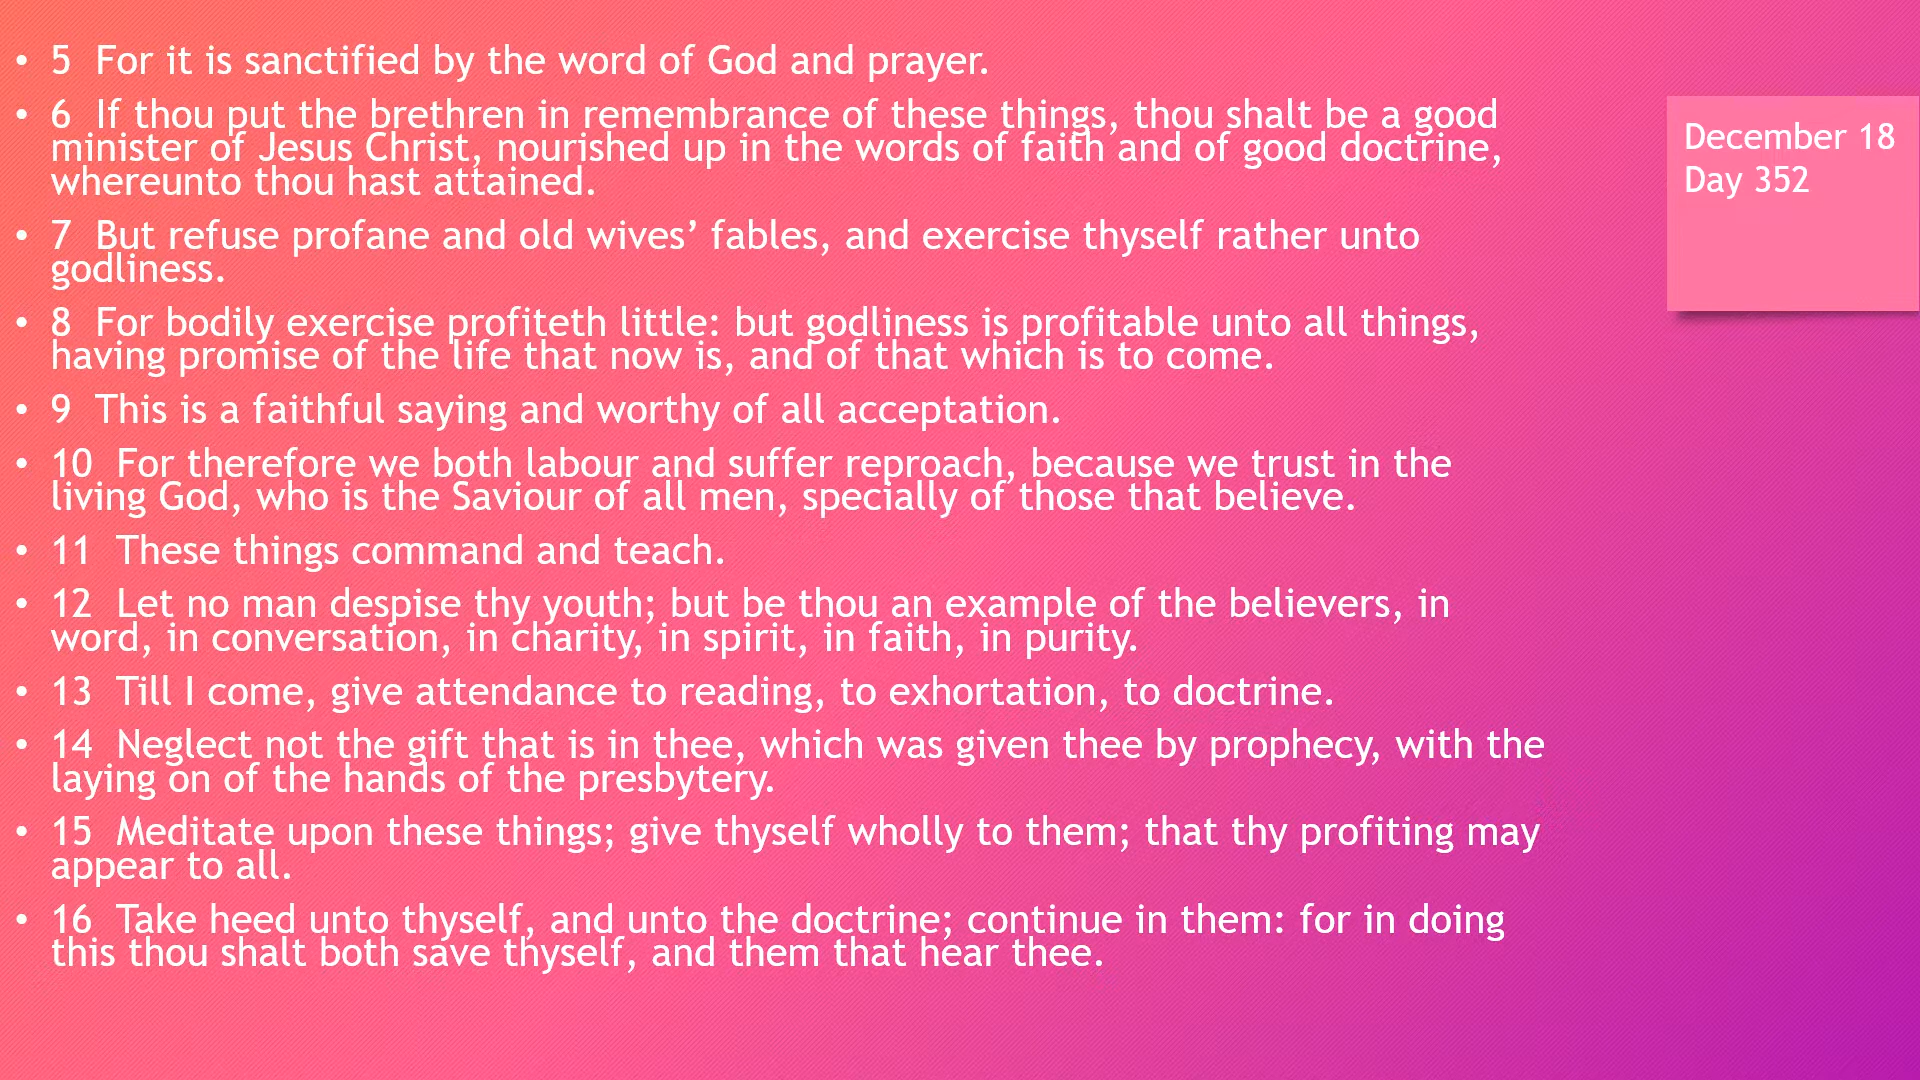 • 5  For it is sanctified by the word of God and prayer.
• 6  If thou put the brethren in remembrance of these things, thou shalt be a good
minister of Jesus Christ, nourished up in the words of faith and of good doctrine,
whereunto thou hast attained.
• 7  But refuse profane and old wives’ fables, and exercise thyself rather unto
godliness.
• 8  For bodily exercise profiteth little: but godliness is profitable unto all things,
having promise of the life that now is, and of that which is to come.
• 9  This is a faithful saying and worthy of all acceptation.
• 10  For therefore we both labour and suffer reproach, because we trust in the
living God, who is the Saviour of all men, specially of those that believe.
• 11  These things command and teach.
• 12  Let no man despise thy youth; but be thou an example of the believers, in
word, in conversation, in charity, in spirit, in faith, in purity.
• 13  Till I come, give attendance to reading, to exhortation, to doctrine.
• 14  Neglect not the gift that is in thee, which was given thee by prophecy, with the
laying on of the hands of the presbytery.
• 15  Meditate upon these things; give thyself wholly to them; that thy profiting may
appear to all.
• 16  Take heed unto thyself, and unto the doctrine; continue in them: for in doing
this thou shalt both save thyself, and them that hear thee.
December 18
Day 352